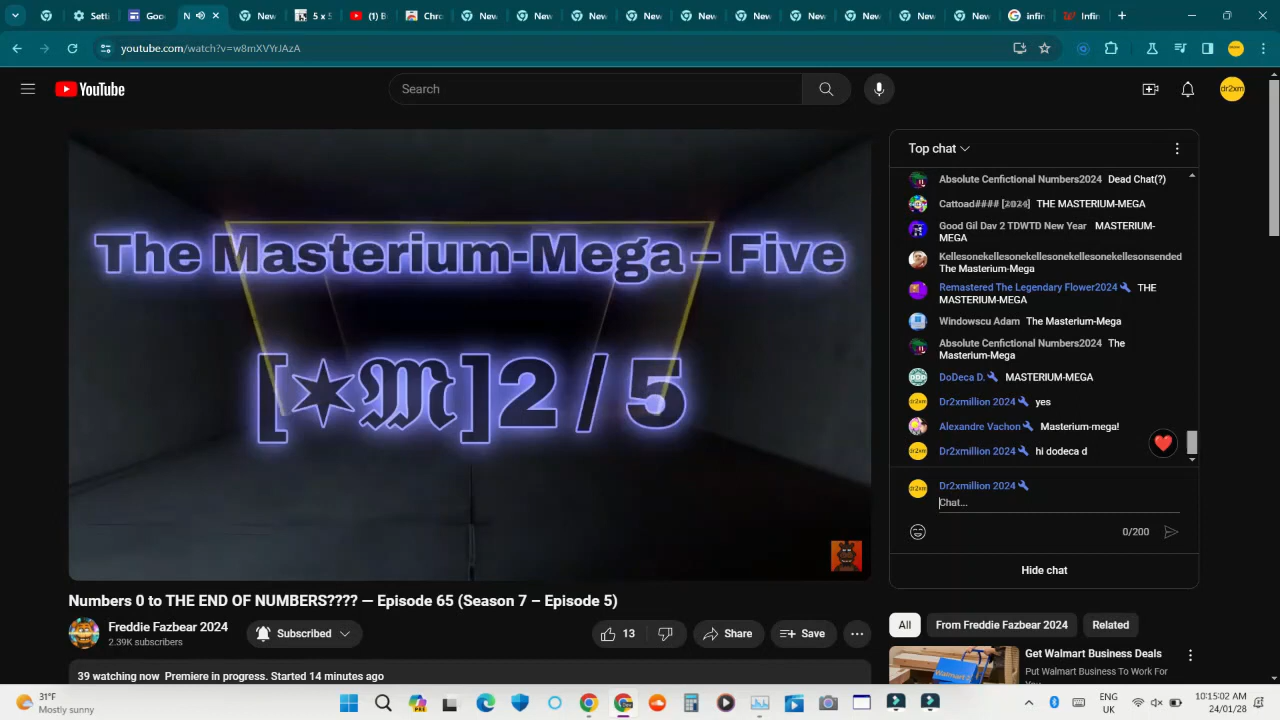 Setti
Goo
N
New
5 x 5
(1) B
Chro
New
New
New
New
New
New
New
New
New
New
infin
Infin
youtube.com/watch?v=w8mXVYrJAzA
YouTube
Search
dr2xm
The Masterium-Mega – Five
[✶𝔐]2 / 5
Top chat
Absolute Cenfictional Numbers2024 Dead Chat(?)
Cattoad#### [2024] THE MASTERIUM-MEGA
Good Gil Dav 2 TDWTD New Year MASTERIUM-
MEGA
Kellesonekellesonekellesonekellesonekellesonsended
The Masterium-Mega
Remastered The Legendary Flower2024 THE
MASTERIUM-MEGA
Windowscu Adam The Masterium-Mega
Absolute Cenfictional Numbers2024 The
Masterium-Mega
DoDeca D. MASTERIUM-MEGA
dr2xm Dr2xmillion 2024 yes
Alexandre Vachon Masterium-mega!
dr2xm Dr2xmillion 2024 hi dodeca d
dr2xm Dr2xmillion 2024
Chat...
0/200
Hide chat
Numbers 0 to THE END OF NUMBERS???? — Episode 65 (Season 7 – Episode 5)
Freddie Fazbear 2024
2.39K subscribers
Subscribed
13
Share
Save
39 watching now Premiere in progress. Started 14 minutes ago
All
From Freddie Fazbear 2024
Related
Get Walmart Business Deals
Put Walmart Business To Work For
31°F
Mostly sunny
PRE
ENG
UK
10:15:02 AM
24/01/28